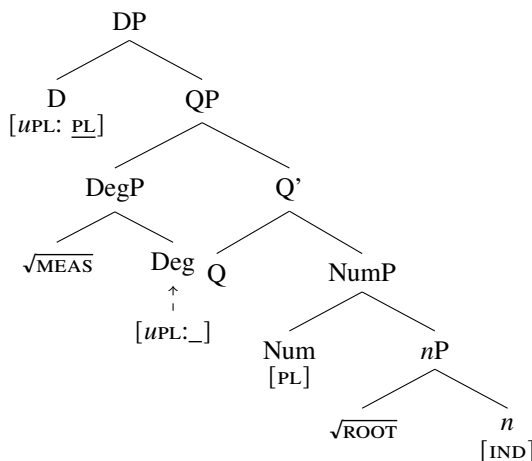 DP
D QP
[uPL: PL]
DegP Q’
√MEAS Deg Q NumP
[uPL:_] Num nP
[PL]
√ROOT n
[IND]